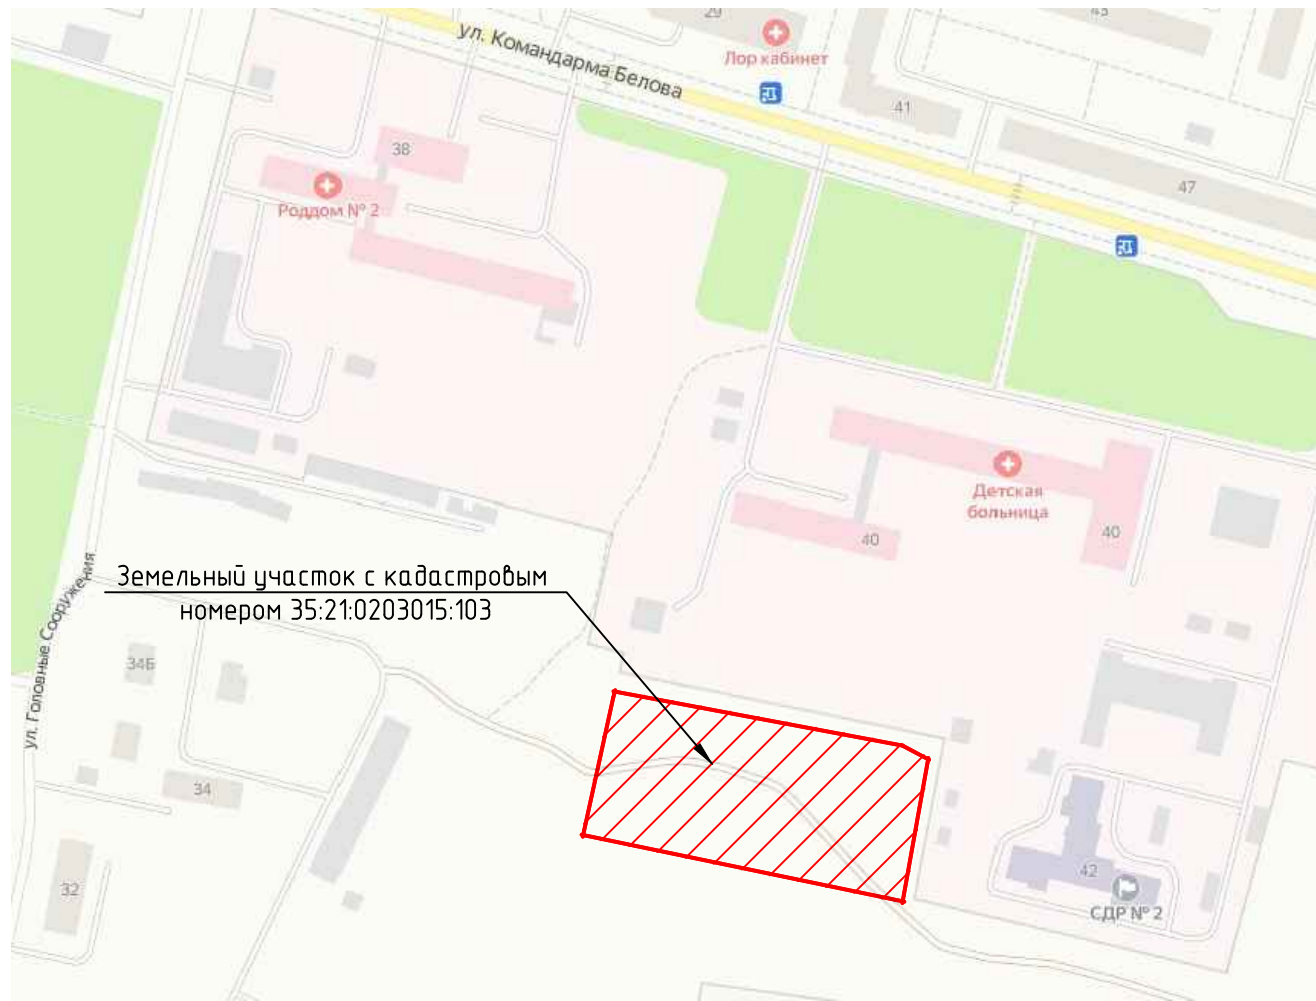 29
43
ул. Командарма Белова
Лор кабинет
41
38
47
Роддом № 2
Детская
больница
40
40
Земельный участок с кадастровым
номером 35:21:0203015:103
ул. Головные Сооружения
34Б
34
32
42
СДР № 2